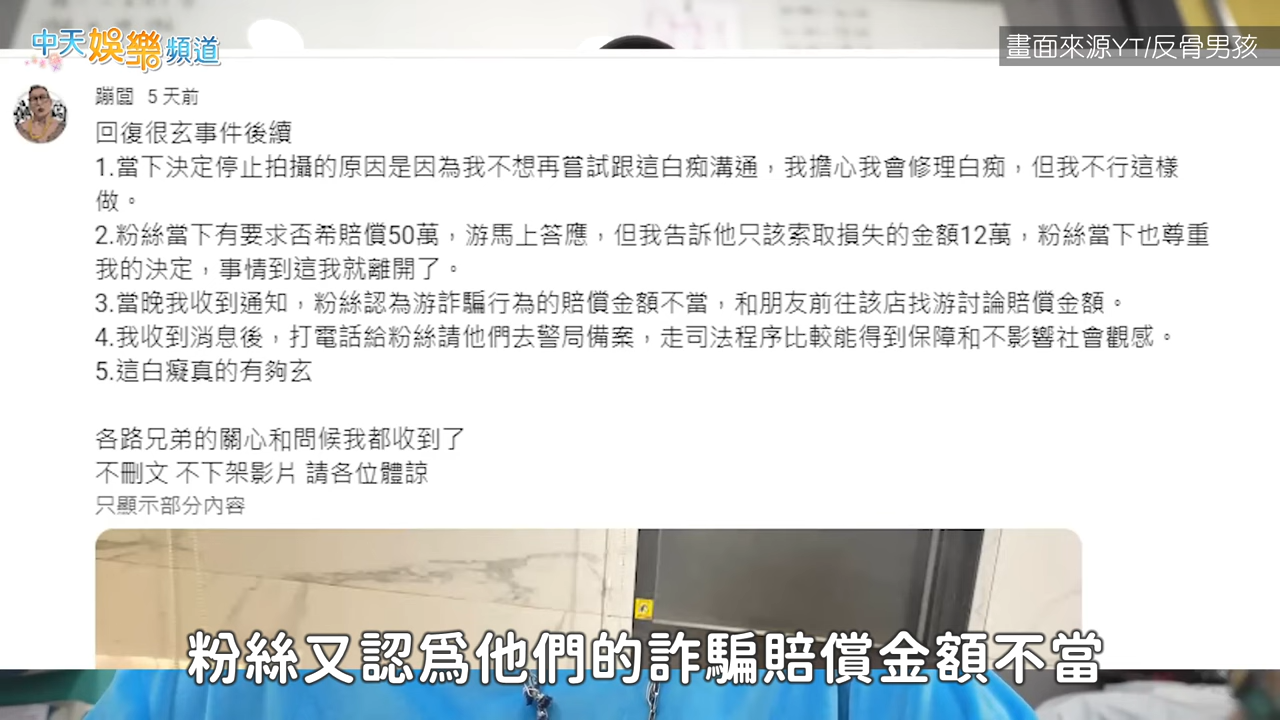 中天娛樂頻道
畫面來源YT/反骨男孩
蹦闆 5 天前
回復很玄事件後續
1.當下決定停止拍攝的原因是因為我不想再嘗試跟這白痴溝通，我擔心我會修理白痴，但我不行這樣
做。
2.粉絲當下有要求否希賠償50萬，游馬上答應，但我告訴他只該索取損失的金額12萬，粉絲當下也尊重
我的決定，事情到這我就離開了。
3.當晚我收到通知，粉絲認為游詐騙行為的賠償金額不當，和朋友前往該店找游討論賠償金額。
4.我收到消息後，打電話給粉絲請他們去警局備案，走司法程序比較能得到保障和不影響社會觀感。
5.這白癡真的有夠玄
各路兄弟的關心和問候我都收到了
不刪文 不下架影片 請各位體諒
只顯示部分內容
粉絲又認爲他們的詐騙賠償金額不當